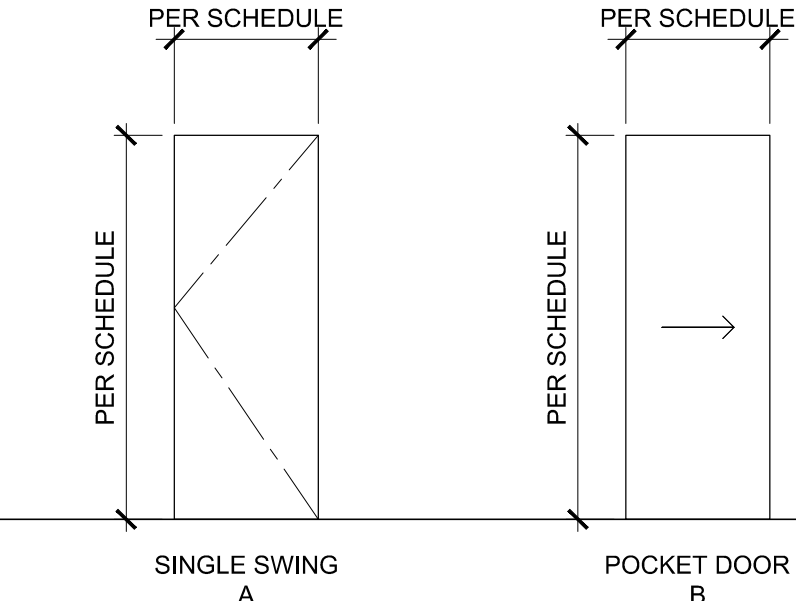 PER SCHEDULE
PER SCHEDULE
PER SCHEDULE
PER SCHEDULE
SINGLE SWING
A
POCKET DOOR
B